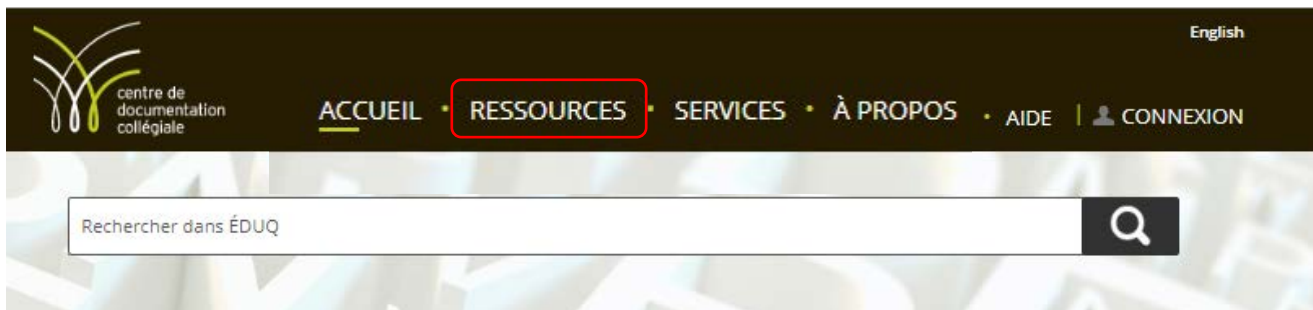 English
centre de
documentation
collégiale
ACCUEIL • RESSOURCES • SERVICES • À PROPOS • AIDE | CONNEXION
Rechercher dans ÉDUQ